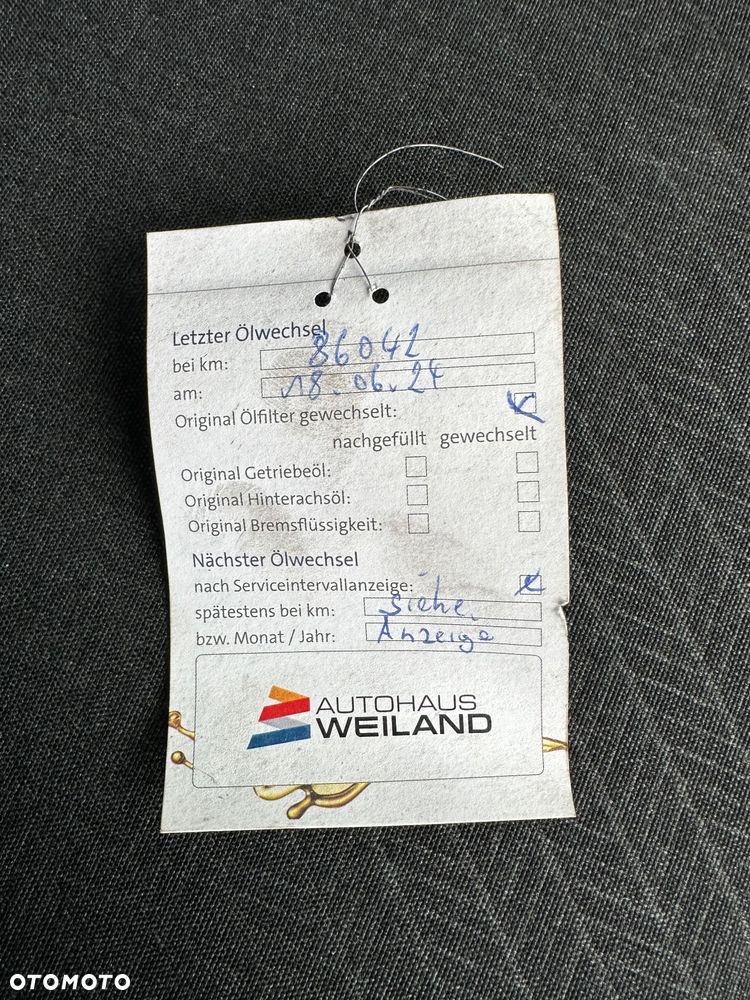 Letzter Ölwechsel
bei km: 86042
am: 18.06.24
Original Ölfilter gewechselt:
nachgefüllt gewechselt
Original Getriebeöl:
Original Hinterachsöl:
Original Bremsflüssigkeit:
Nächster Ölwechsel
nach Serviceintervallanzeige:
spätestens bei km: siehe
bzw. Monat / Jahr: Anzeige
AUTOHAUS
WEILAND
OTOMOTO